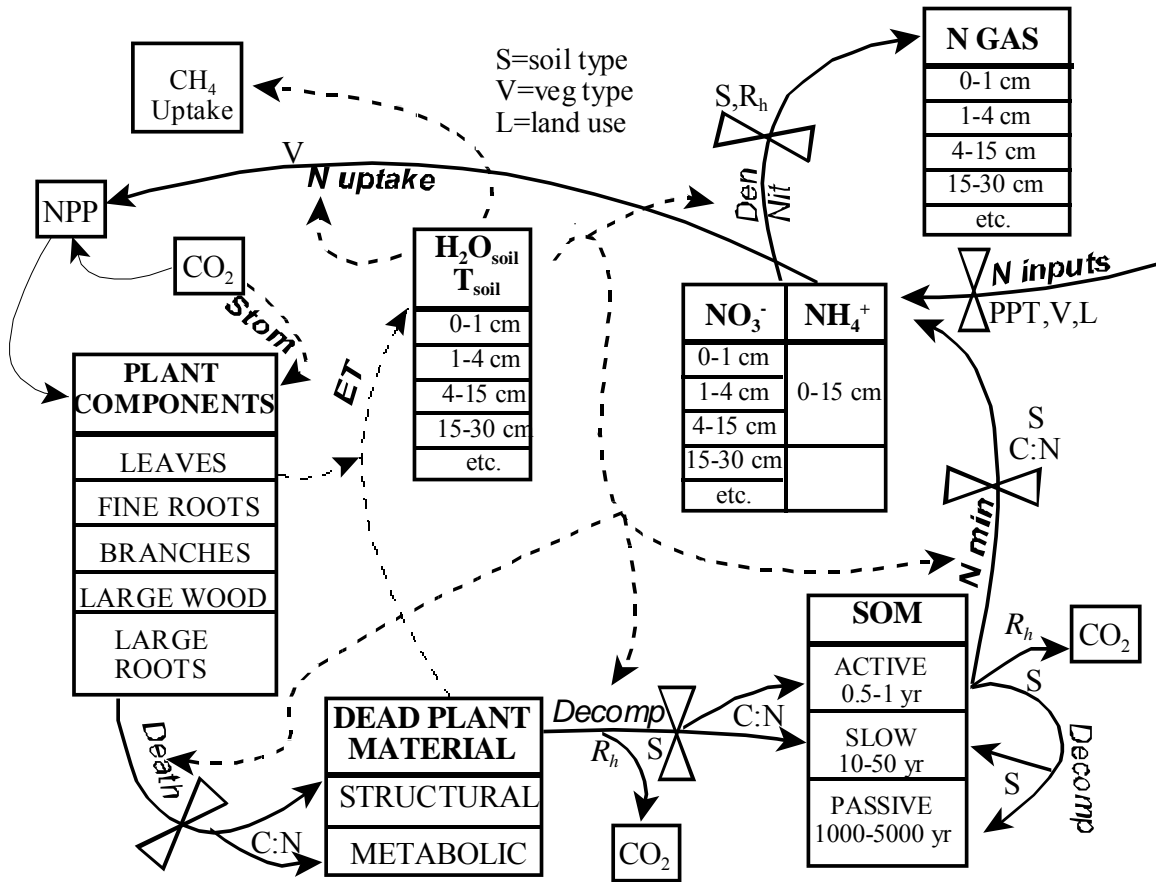 CH₄
Uptake
S=soil type
V=veg type
L=land use
N GAS
0-1 cm
1-4 cm
4-15 cm
15-30 cm
etc.
S,Rₕ
Den
Nit
V
N uptake
NPP
CO₂
Stom
H₂Osoil
Tsoil
0-1 cm
1-4 cm
4-15 cm
15-30 cm
etc.
ET
NO₃⁻
NH₄⁺
0-1 cm
1-4 cm
4-15 cm
15-30 cm
etc.
0-15 cm
N inputs
PPT,V,L
PLANT
COMPONENTS
LEAVES
FINE ROOTS
BRANCHES
LARGE WOOD
LARGE
ROOTS
S
C:N
N min
Death
C:N
DEAD PLANT
MATERIAL
STRUCTURAL
METABOLIC
Decomp
Rₕ
S
C:N
CO₂
SOM
ACTIVE
0.5-1 yr
SLOW
10-50 yr
PASSIVE
1000-5000 yr
Rₕ
CO₂
S
S
Decomp